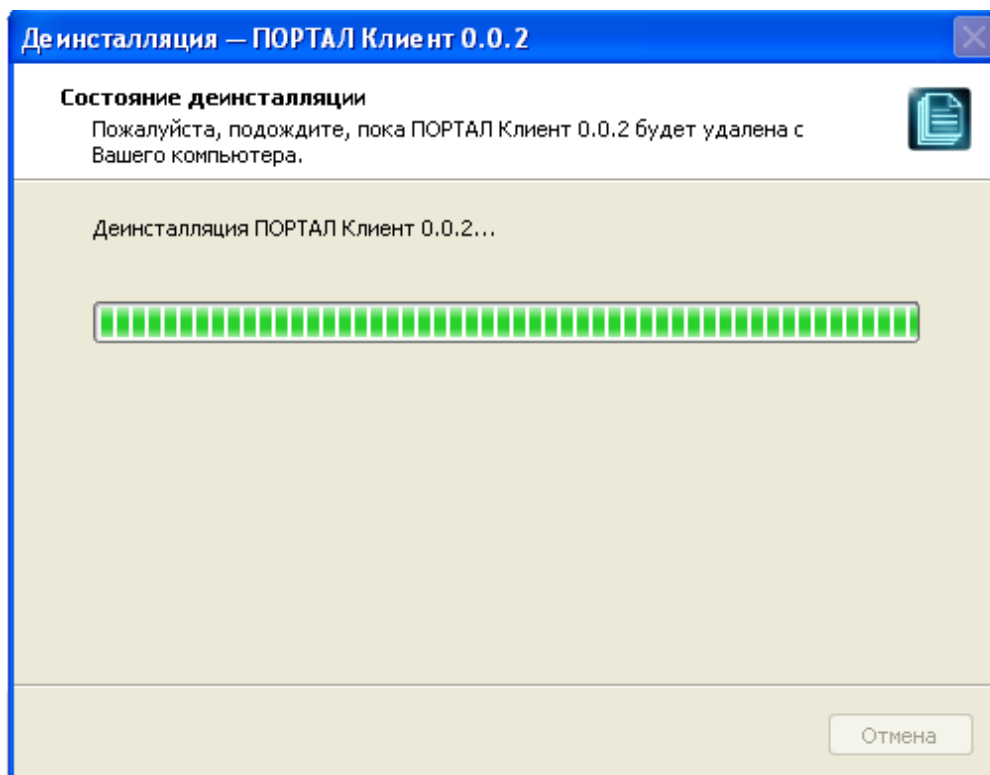 Деинсталляция — ПОРТАЛ Клиент 0.0.2
Состояние деинсталляции
Пожалуйста, подождите, пока ПОРТАЛ Клиент 0.0.2 будет удалена с
Вашего компьютера.
Деинсталляция ПОРТАЛ Клиент 0.0.2...
Отмена